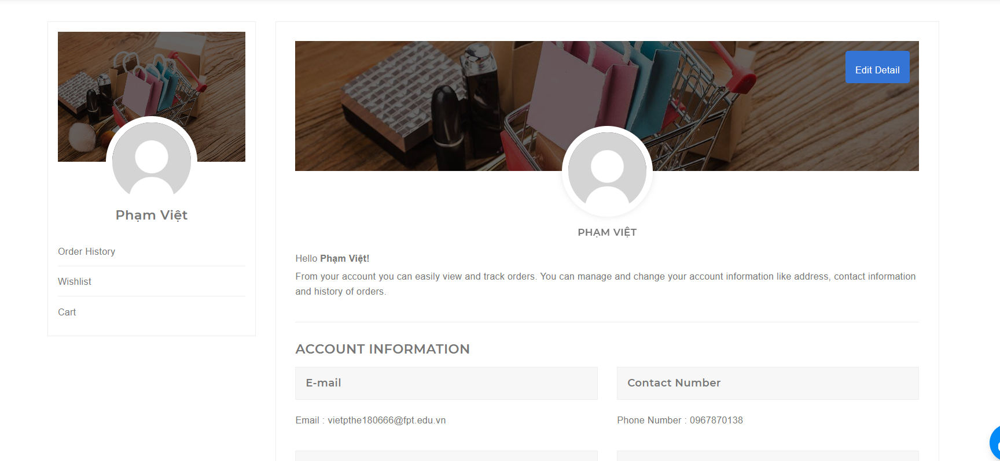 Phạm Việt
Order History
Wishlist
Cart
Edit Detail
PHẠM VIỆT
Hello Phạm Việt!
From your account you can easily view and track orders. You can manage and change your account information like address, contact information
and history of orders.
ACCOUNT INFORMATION
E-mail
Contact Number
Email : vietpthe180666@fpt.edu.vn
Phone Number : 0967870138